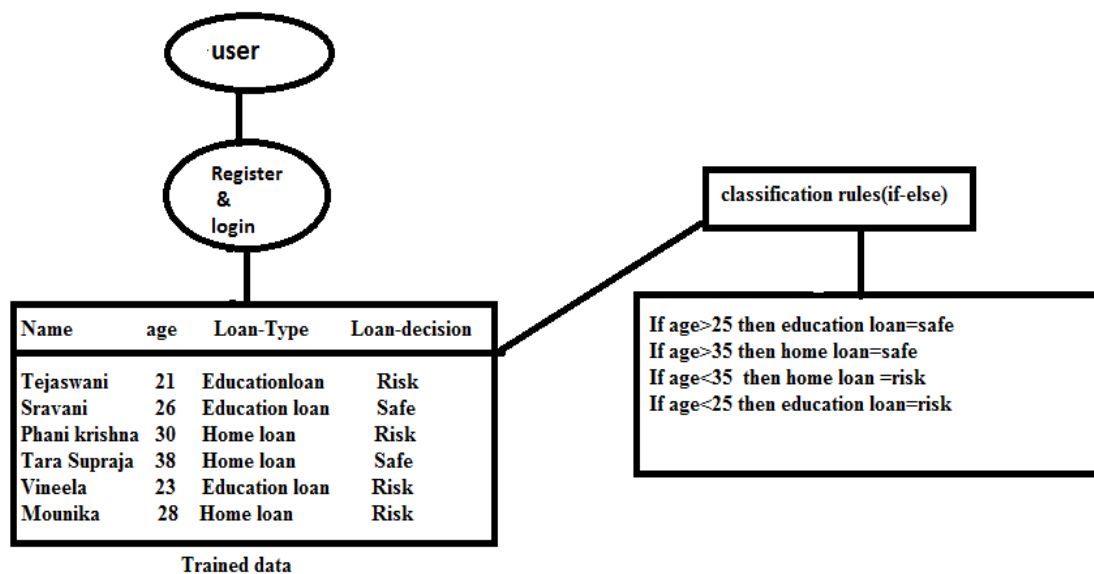 user
Register
&
login
Name age Loan-Type Loan-decision
Tejaswani 21 Educationloan Risk
Sravani 26 Education loan Safe
Phani krishna 30 Home loan Risk
Tara Supraja 38 Home loan Safe
Vineela 23 Education loan Risk
Mounika 28 Home loan Risk
Trained data
classification rules(if-else)
If age>25 then education loan=safe
If age>35 then home loan=safe
If age<35 then home loan =risk
If age<25 then education loan=risk